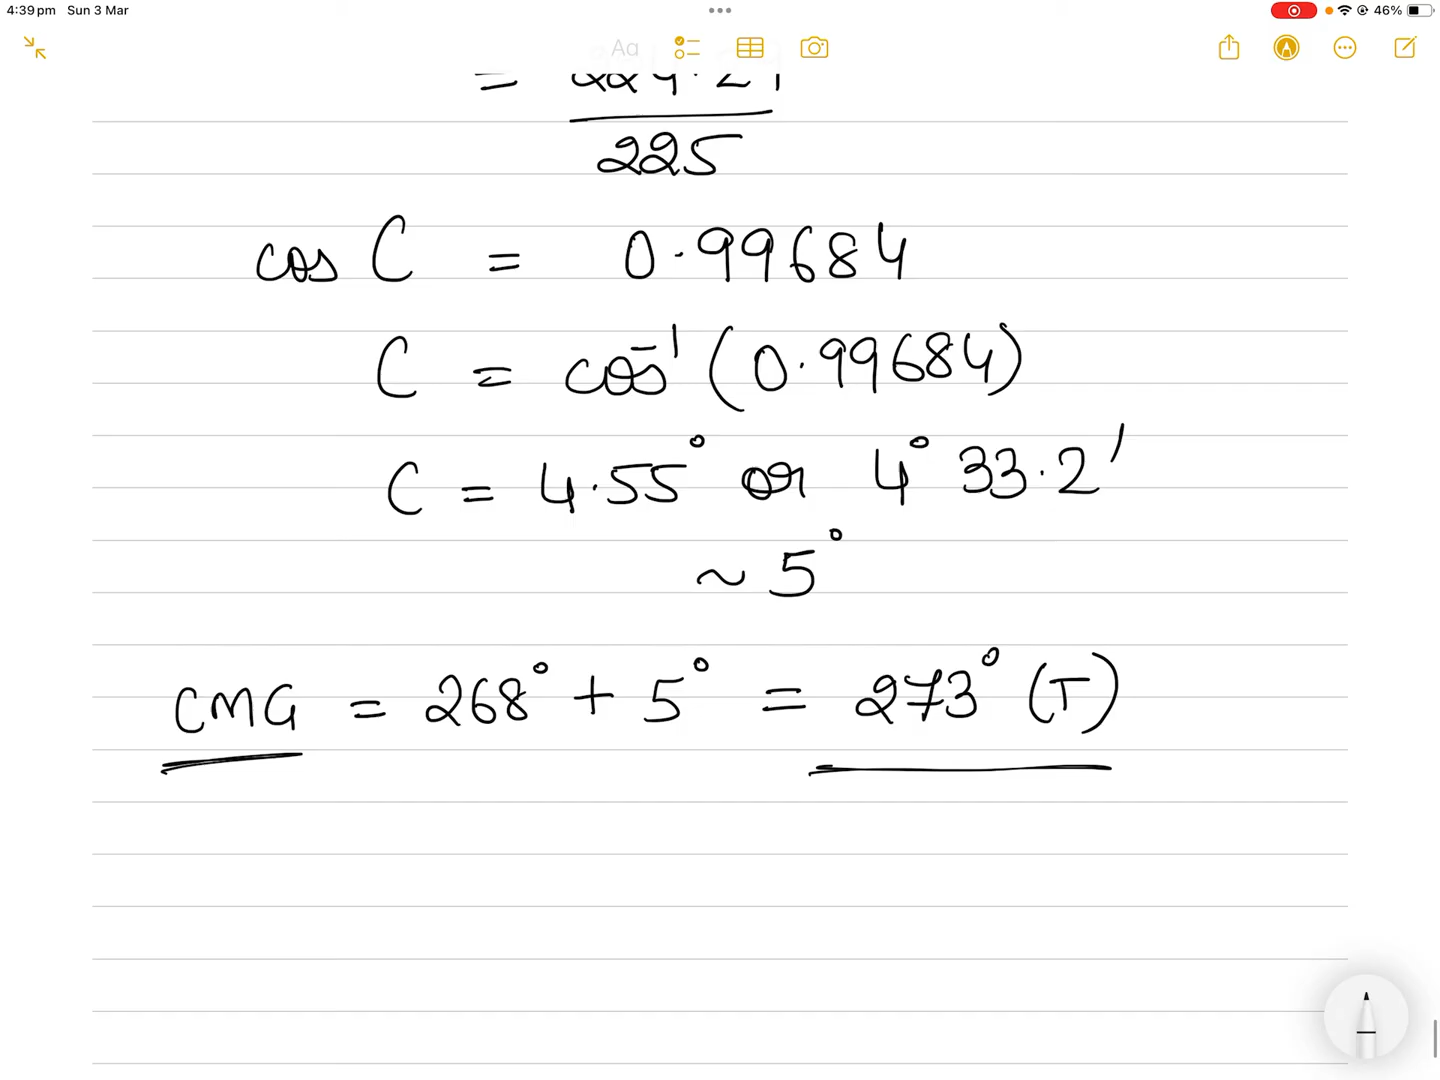 4:39 pm Sun 3 Mar
46%
Aa
=
225
cos C = 0.99684
C = cos⁻¹ (0.99684)
C = 4.55° or 4° 33.2'
~ 5°
CMG = 268° + 5° = 273° (T)